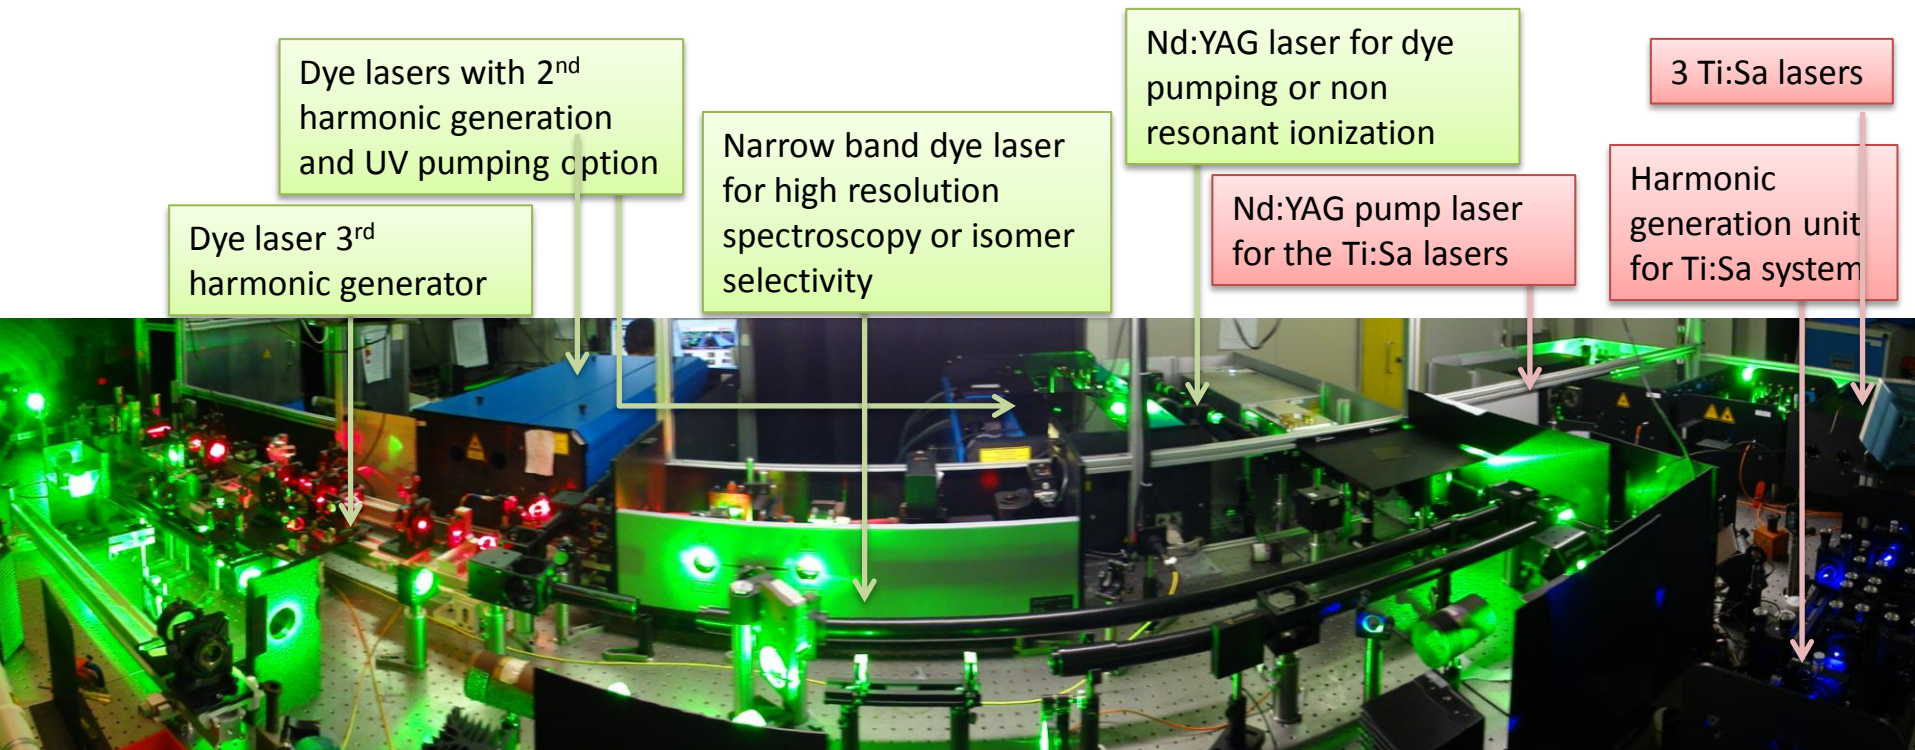 Dye lasers with 2nd
harmonic generation
and UV pumping option
Dye laser 3rd
harmonic generator
Narrow band dye laser
for high resolution
spectroscopy or isomer
selectivity
Nd:YAG laser for dye
pumping or non
resonant ionization
Nd:YAG pump laser
for the Ti:Sa lasers
3 Ti:Sa lasers
Harmonic
generation unit
for Ti:Sa system